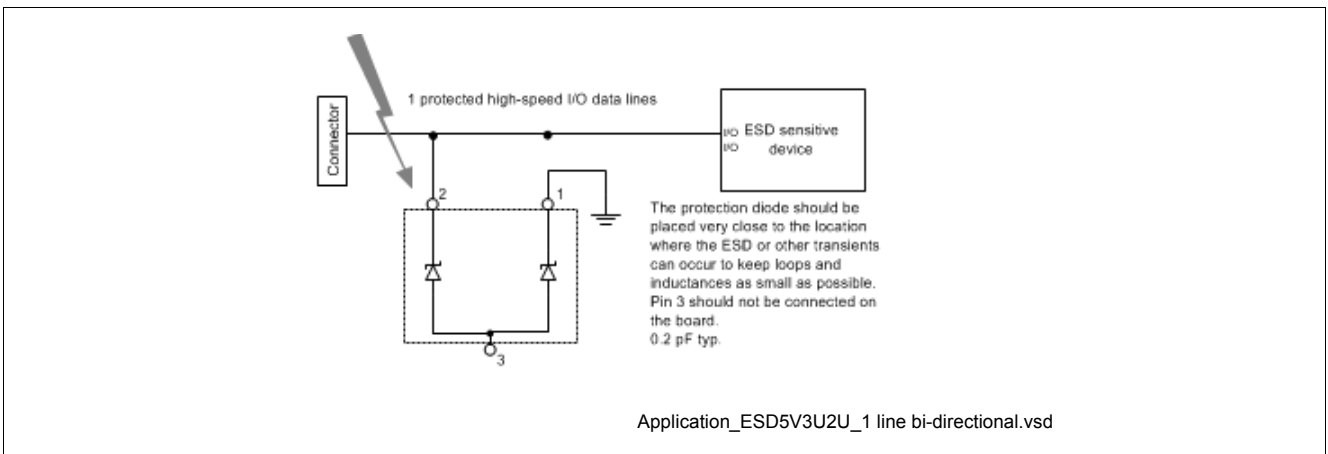 1 protected high-speed I/O data lines
Connector
I/O ESD sensitive
I/O device
2
1
3
The protection diode should be
placed very close to the location
where the ESD or other transients
can occur to keep loops and
inductances as small as possible.
Pin 3 should not be connected on
the board.
0.2 pF typ.
Application_ESD5V3U2U_1 line bi-directional.vsd